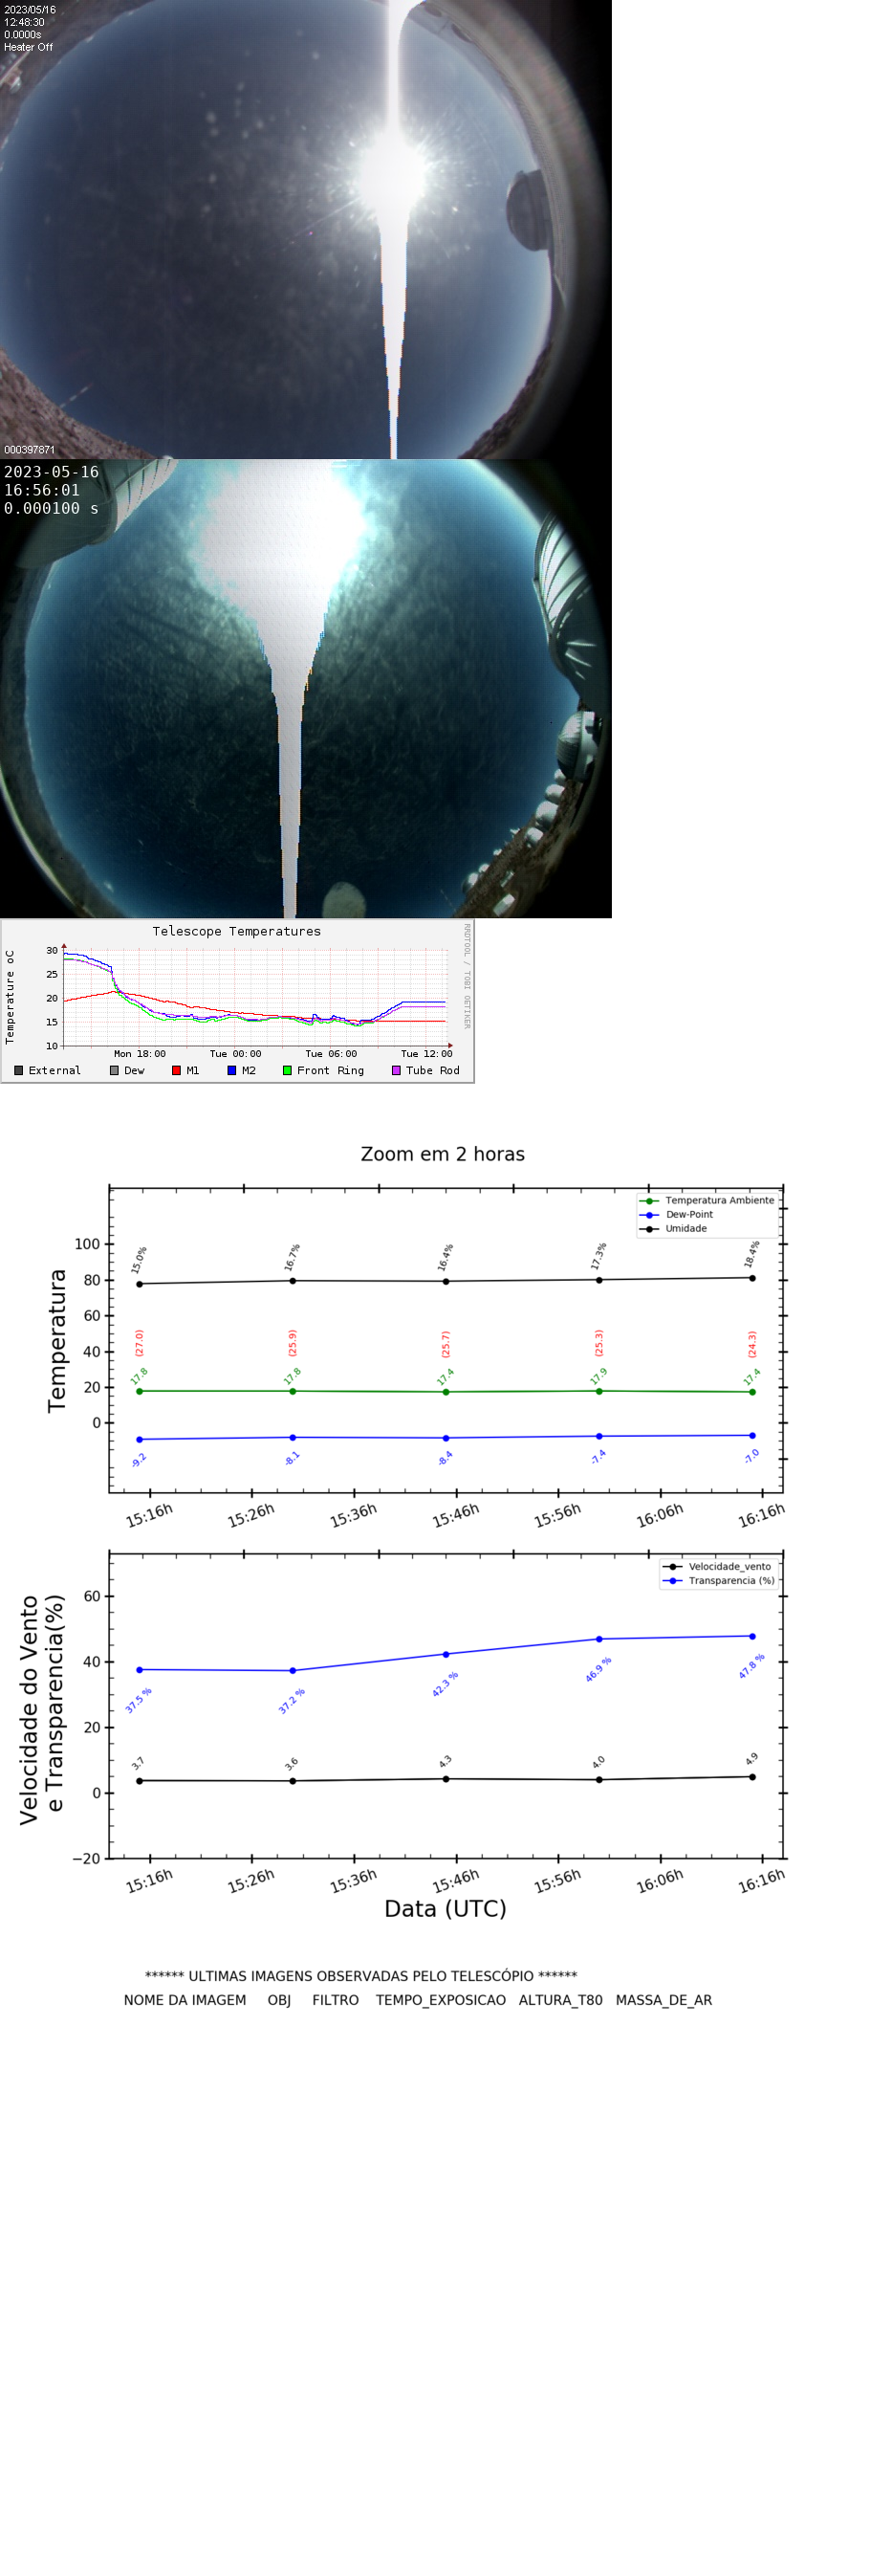 2023/05/16
12:48:30
0.0000s
Heater Off
000397871
2023-05-16
16:56:01
0.000100 s
Telescope Temperatures
RRDTOOL / TOBI OETIKER
Temperature oC
30
25
20
15
10
Mon 18:00 Tue 00:00 Tue 06:00 Tue 12:00
External Dew M1 M2 Front Ring Tube Rod
Zoom em 2 horas
Temperatura Ambiente
Dew-Point
Umidade
Temperatura
100
80
60
40
20
0
15.0% 16.7% 16.4% 17.3% 18.4%
(27.0) (25.9) (25.7) (25.3) (24.3)
17.8 17.8 17.4 17.9 17.4
-9.2 -8.1 -8.4 -7.4 -7.0
15:16h 15:26h 15:36h 15:46h 15:56h 16:06h 16:16h
Velocidade_vento
Transparencia (%)
Velocidade do Vento
e Transparencia(%)
60
40
20
0
−20
37.5 % 37.2 % 42.3 % 46.9 % 47.8 %
3.7 3.6 4.3 4.0 4.9
15:16h 15:26h 15:36h 15:46h 15:56h 16:06h 16:16h
Data (UTC)
****** ULTIMAS IMAGENS OBSERVADAS PELO TELESCÓPIO ******
NOME DA IMAGEM OBJ FILTRO TEMPO_EXPOSICAO ALTURA_T80 MASSA_DE_AR